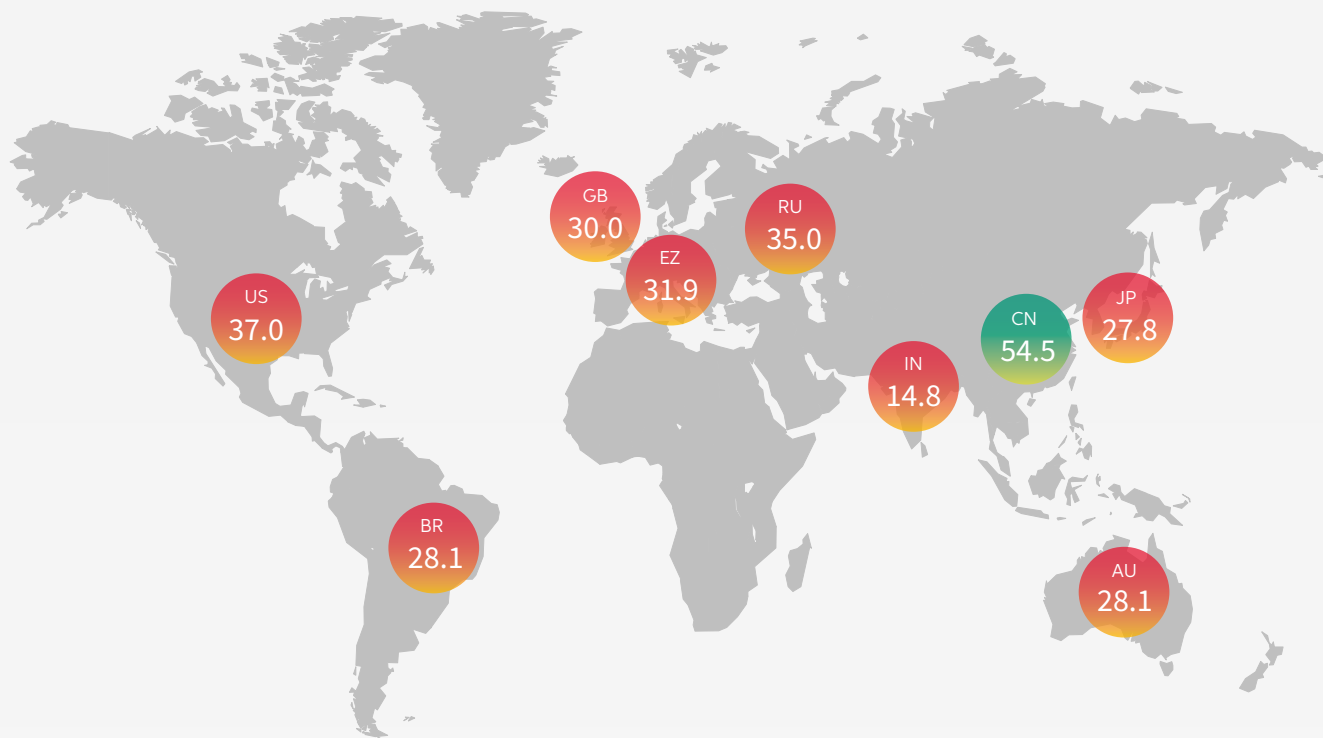 GB
30.0
RU
35.0
EZ
31.9
US
37.0
CN
54.5
JP
27.8
IN
14.8
BR
28.1
AU
28.1